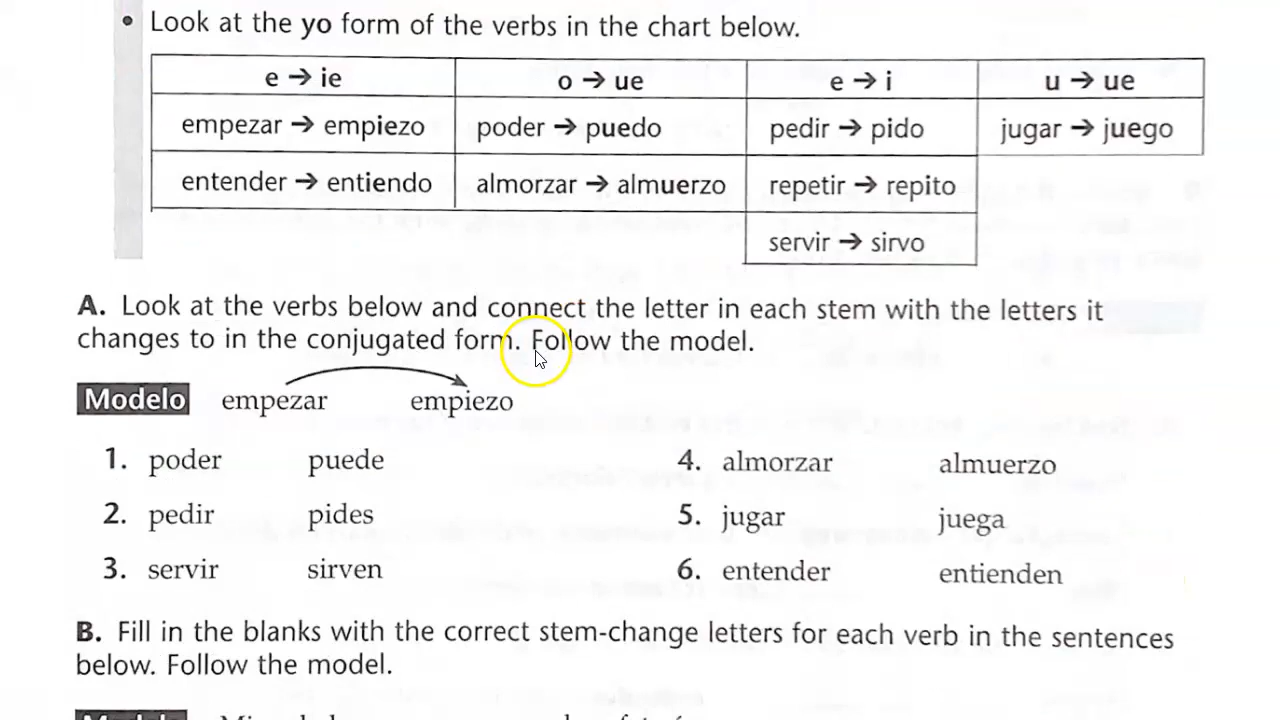 • Look at the yo form of the verbs in the chart below.
e → ie o → ue e → i u → ue
empezar → empiezo poder → puedo pedir → pido jugar → juego
entender → entiendo almorzar → almuerzo repetir → repito
servir → sirvo
A. Look at the verbs below and connect the letter in each stem with the letters it
changes to in the conjugated form. Follow the model.
Modelo empezar empiezo
1. poder puede 4. almorzar almuerzo
2. pedir pides 5. jugar juega
3. servir sirven 6. entender entienden
B. Fill in the blanks with the correct stem-change letters for each verb in the sentences
below. Follow the model.
Modelo